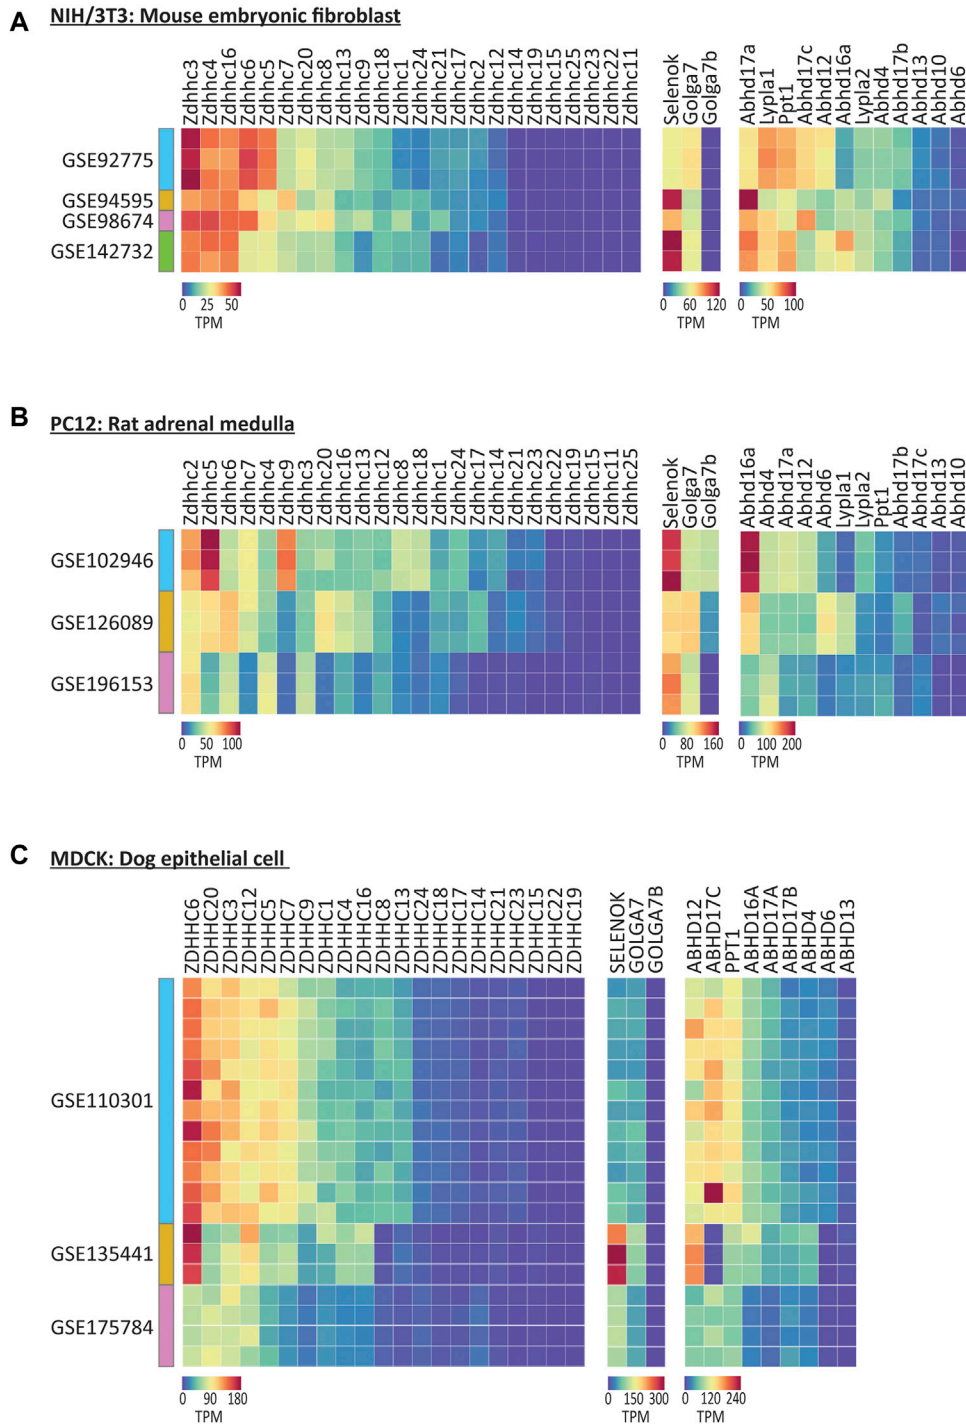 A NIH/3T3: Mouse embryonic fibroblast
Zdhhc3 Zdhhc4 Zdhhc16 Zdhhc6 Zdhhc5 Zdhhc7 Zdhhc20 Zdhhc8 Zdhhc13 Zdhhc9 Zdhhc18 Zdhhc1 Zdhhc24 Zdhhc21 Zdhhc17 Zdhhc2 Zdhhc12 Zdhhc14 Zdhhc19 Zdhhc15 Zdhhc25 Zdhhc23 Zdhhc22 Zdhhc11 Selenok Golga7 Golga7b Abhd17a Lypla1 Ppt1 Abhd17c Abhd12 Abhd16a Lypla2 Abhd4 Abhd17b Abhd13 Abhd10 Abhd6
GSE92775
GSE94595
GSE98674
GSE142732
0 25 50 0 60 120 0 50 100
TPM TPM TPM
B PC12: Rat adrenal medulla
Zdhhc2 Zdhhc5 Zdhhc6 Zdhhc7 Zdhhc4 Zdhhc9 Zdhhc3 Zdhhc20 Zdhhc16 Zdhhc13 Zdhhc12 Zdhhc8 Zdhhc18 Zdhhc1 Zdhhc24 Zdhhc17 Zdhhc14 Zdhhc21 Zdhhc23 Zdhhc22 Zdhhc19 Zdhhc15 Zdhhc11 Zdhhc25 Selenok Golga7 Golga7b Abhd16a Abhd4 Abhd17a Abhd12 Abhd6 Lypla1 Lypla2 Ppt1 Abhd17b Abhd17c Abhd13 Abhd10
GSE102946
GSE126089
GSE196153
0 50 100 0 80 160 0 100 200
TPM TPM TPM
C MDCK: Dog epithelial cell
ZDHHC6 ZDHHC20 ZDHHC3 ZDHHC12 ZDHHC5 ZDHHC7 ZDHHC9 ZDHHC1 ZDHHC4 ZDHHC16 ZDHHC8 ZDHHC13 ZDHHC24 ZDHHC18 ZDHHC17 ZDHHC14 ZDHHC21 ZDHHC23 ZDHHC15 ZDHHC22 ZDHHC19 SELENOK GOLGA7 GOLGA7B ABHD12 ABHD17C PPT1 ABHD16A ABHD17A ABHD17B ABHD4 ABHD6 ABHD13
GSE110301
GSE135441
GSE175784
0 90 180 0 150 300 0 120 240
TPM TPM TPM